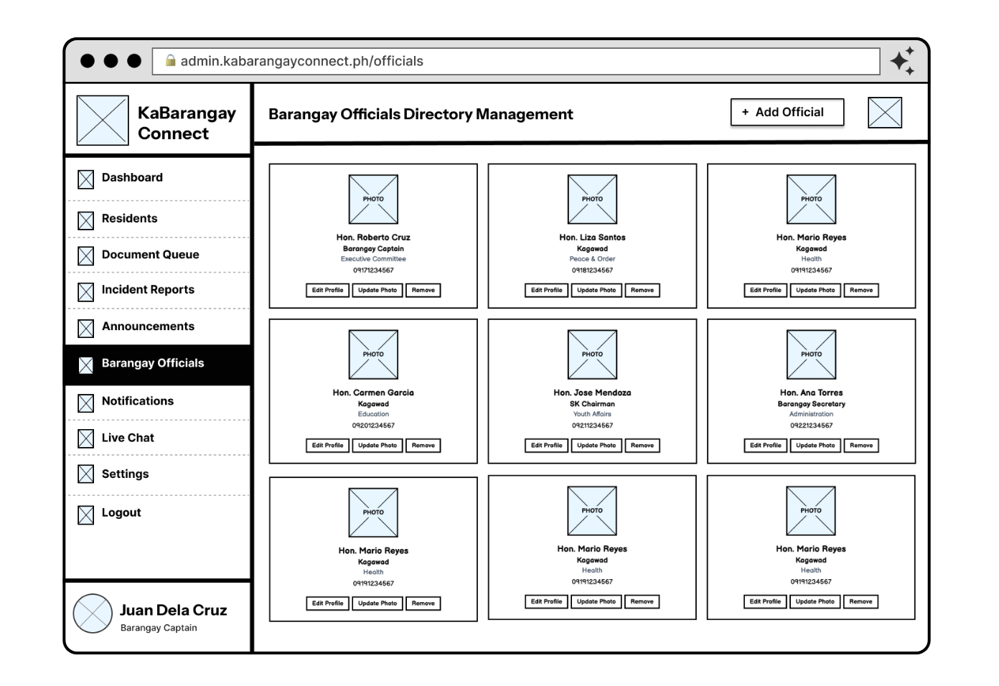 admin.kabarangayconnect.ph/officials
KaBarangay
Connect
Barangay Officials Directory Management
+ Add Official
Dashboard
Residents
Document Queue
Incident Reports
Announcements
Barangay Officials
Notifications
Live Chat
Settings
Logout
Juan Dela Cruz
Barangay Captain
PHOTO
Hon. Roberto Cruz
Barangay Captain
Executive Committee
09171234567
Edit Profile Update Photo Remove
PHOTO
Hon. Liza Santos
Kagawad
Peace & Order
09181234567
Edit Profile Update Photo Remove
PHOTO
Hon. Mario Reyes
Kagawad
Health
09191234567
Edit Profile Update Photo Remove
PHOTO
Hon. Carmen Garcia
Kagawad
Education
09201234567
Edit Profile Update Photo Remove
PHOTO
Hon. Jose Mendoza
SK Chairman
Youth Affairs
09211234567
Edit Profile Update Photo Remove
PHOTO
Hon. Ana Torres
Barangay Secretary
Administration
09221234567
Edit Profile Update Photo Remove
PHOTO
Hon. Mario Reyes
Kagawad
Health
09191234567
Edit Profile Update Photo Remove
PHOTO
Hon. Mario Reyes
Kagawad
Health
09191234567
Edit Profile Update Photo Remove
PHOTO
Hon. Mario Reyes
Kagawad
Health
09191234567
Edit Profile Update Photo Remove